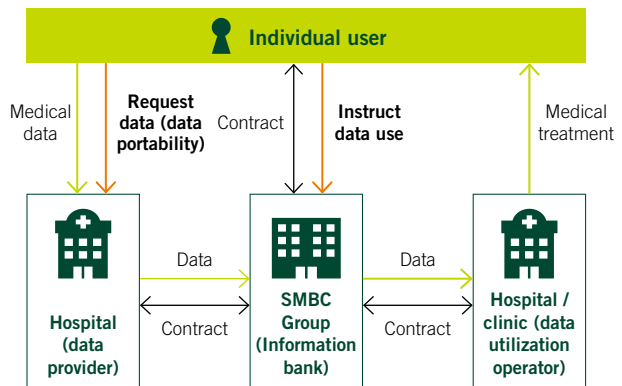 Individual user
Medical
data
Request
data (data
portability)
Contract
Instruct
data use
Medical
treatment
Data
Data
Contract
Contract
Hospital
(data
provider)
SMBC
Group
(Information
bank)
Hospital /
clinic (data
utilization
operator)